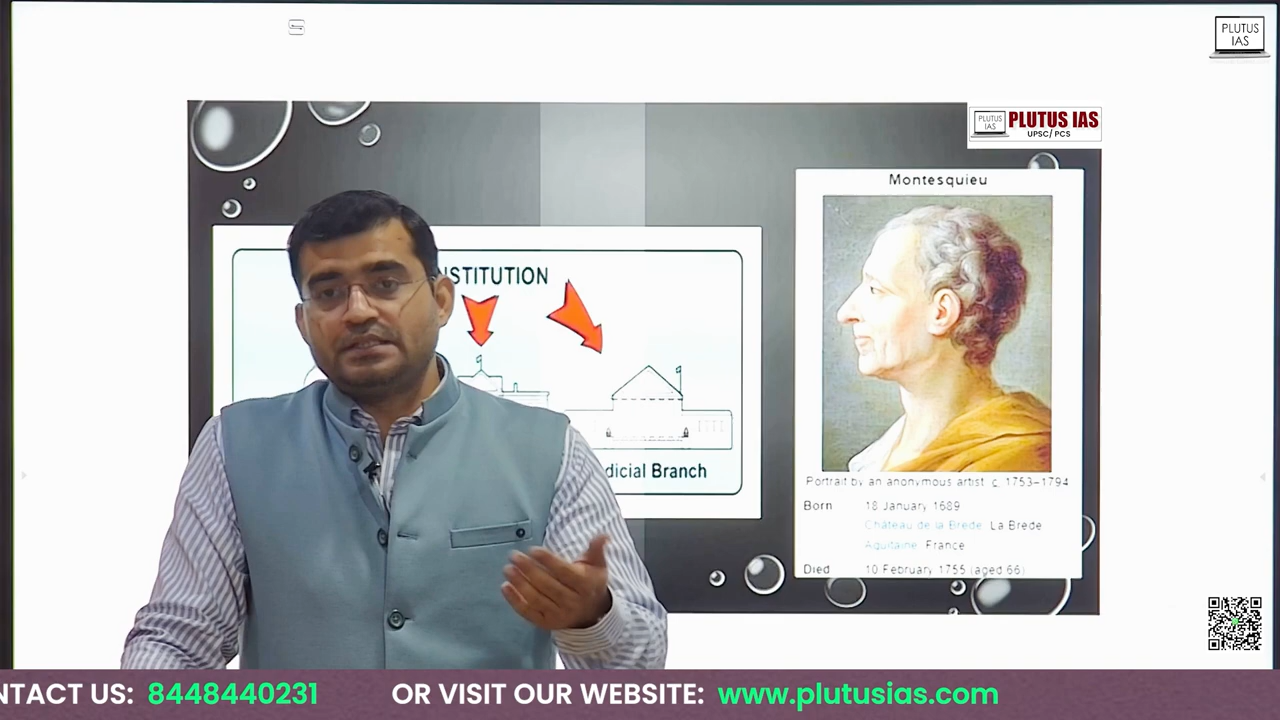 PLUTUS
IAS
PLUTUS
IAS
PLUTUS IAS
UPSC/ PCS
Montesquieu
NSTITUTION
dicial Branch
Portrait by an anonymous artist c. 1753–1794
Born 18 January 1689
Château de la Brède La Brede
Aquitaine France
Died 10 February 1755 (aged 66)
NTACT US: 8448440231 OR VISIT OUR WEBSITE: www.plutusias.com